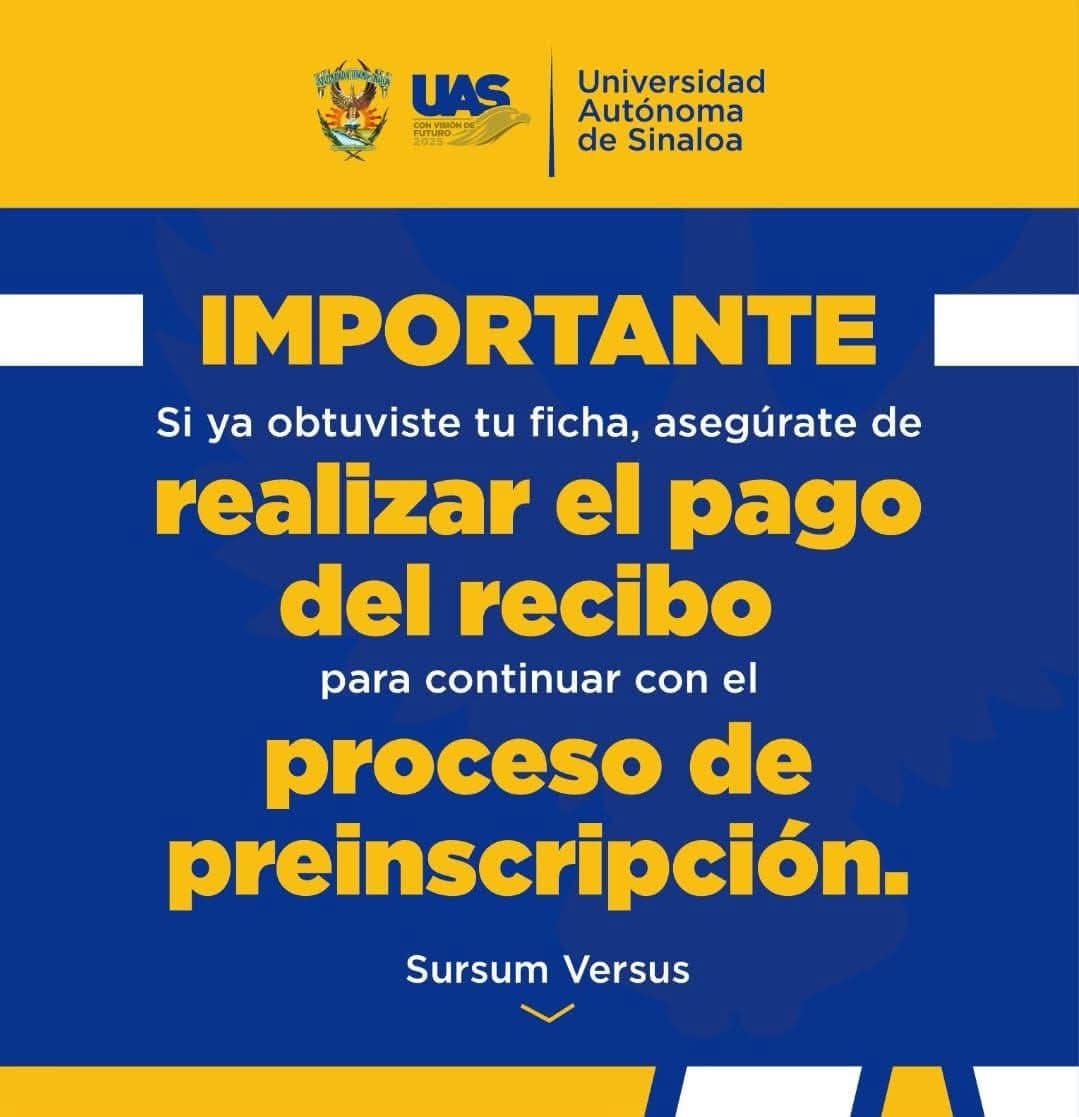 UAS
CON VISIÓN DE
FUTURO
2025
Universidad
Autónoma
de Sinaloa
IMPORTANTE
Si ya obtuviste tu ficha, asegúrate de
realizar el pago
del recibo
para continuar con el
proceso de
preinscripción.
Sursum Versus